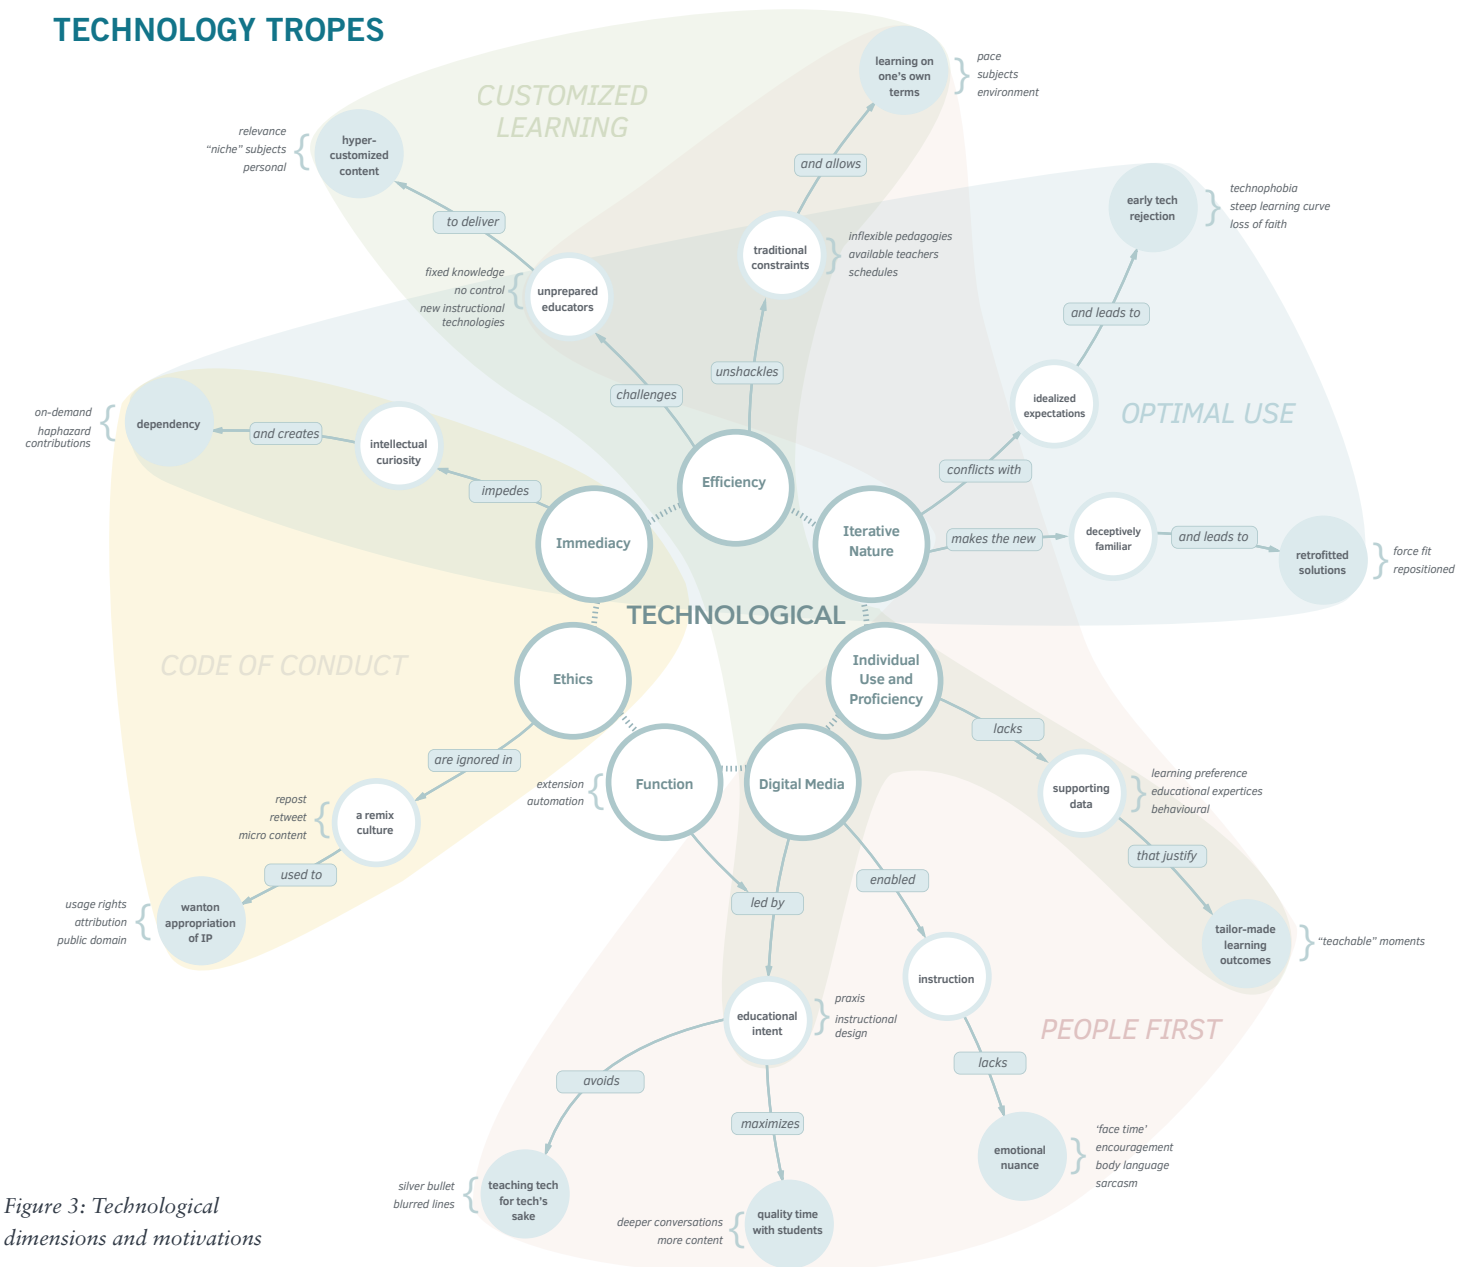 TECHNOLOGY TROPES
CUSTOMIZED
LEARNING
learning on
one's own
terms
pace
subjects
environment
and allows
relevance
“niche” subjects
personal
hyper-
customized
content
to deliver
fixed knowledge
no control
new instructional
technologies
unprepared
educators
traditional
constraints
inflexible pedagogies
available teachers
schedules
early tech
rejection
technophobia
steep learning curve
loss of faith
and leads to
challenges
unshackles
idealized
expectations
OPTIMAL USE
on-demand
haphazard
contributions
dependency
and creates
intellectual
curiosity
impedes
Immediacy
Efficiency
Iterative
Nature
conflicts with
makes the new
deceptively
familiar
and leads to
retrofitted
solutions
force fit
repositioned
TECHNOLOGICAL
CODE OF CONDUCT
Ethics
Individual
Use and
Proficiency
lacks
are ignored in
Function
extension
automation
Digital Media
supporting
data
learning preference
educational expertices
behavioural
repost
retweet
micro content
a remix
culture
used to
usage rights
attribution
public domain
wanton
appropriation
of IP
led by
enabled
that justify
tailor-made
learning
outcomes
“teachable” moments
educational
intent
praxis
instructional
design
instruction
PEOPLE FIRST
avoids
maximizes
lacks
silver bullet
blurred lines
teaching tech
for tech's
sake
deeper conversations
more content
quality time
with students
emotional
nuance
‘face time’
encouragement
body language
sarcasm
Figure 3: Technological
dimensions and motivations